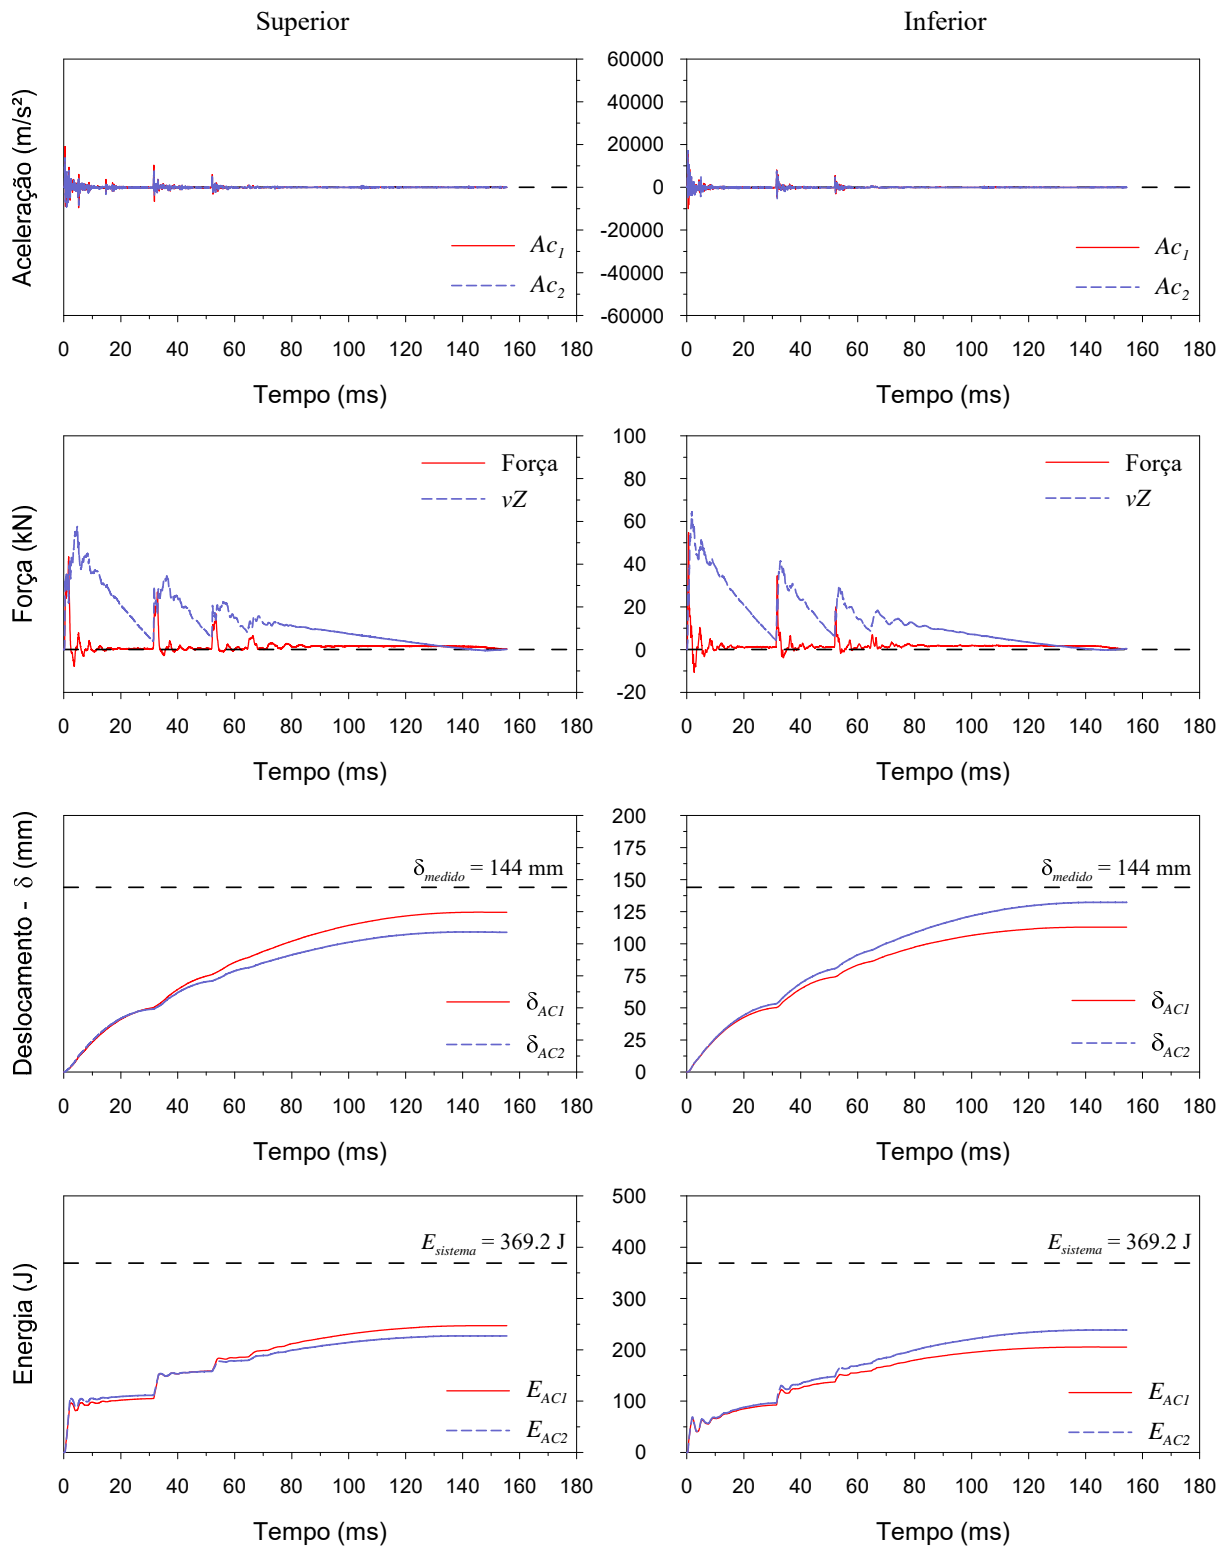 Superior
Inferior
Aceleração (m/s²)
60000
40000
20000
0
-20000
-40000
-60000
Ac1
Ac2
Ac1
Ac2
0 20 40 60 80 100 120 140 160 180
0 20 40 60 80 100 120 140 160 180
Tempo (ms)
Tempo (ms)
Força (kN)
100
80
60
40
20
0
-20
Força
vZ
Força
vZ
0 20 40 60 80 100 120 140 160 180
0 20 40 60 80 100 120 140 160 180
Tempo (ms)
Tempo (ms)
Deslocamento - δ (mm)
200
175
150
125
100
75
50
25
0
δmedido = 144 mm
δAC1
δAC2
δmedido = 144 mm
δAC1
δAC2
0 20 40 60 80 100 120 140 160 180
0 20 40 60 80 100 120 140 160 180
Tempo (ms)
Tempo (ms)
Energia (J)
500
400
300
200
100
0
Esistema = 369.2 J
EAC1
EAC2
Esistema = 369.2 J
EAC1
EAC2
0 20 40 60 80 100 120 140 160 180
0 20 40 60 80 100 120 140 160 180
Tempo (ms)
Tempo (ms)